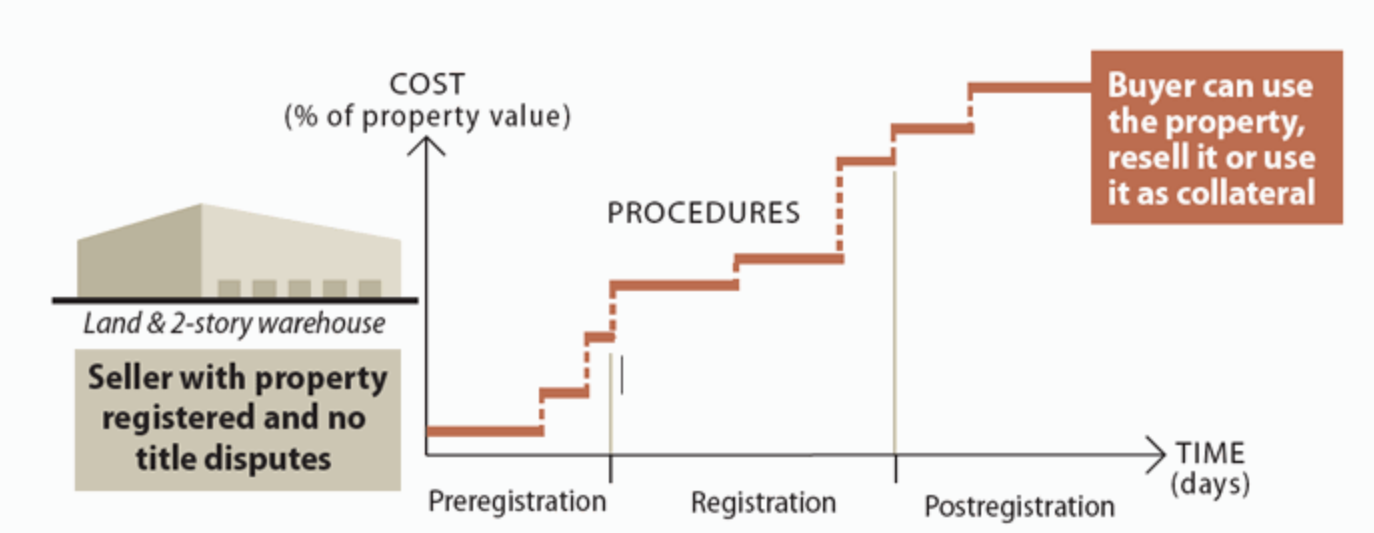 COST
(% of property value)
Buyer can use
the property,
resell it or use
it as collateral
PROCEDURES
Land & 2-story warehouse
Seller with property
registered and no
title disputes
TIME
(days)
Preregistration
Registration
Postregistration